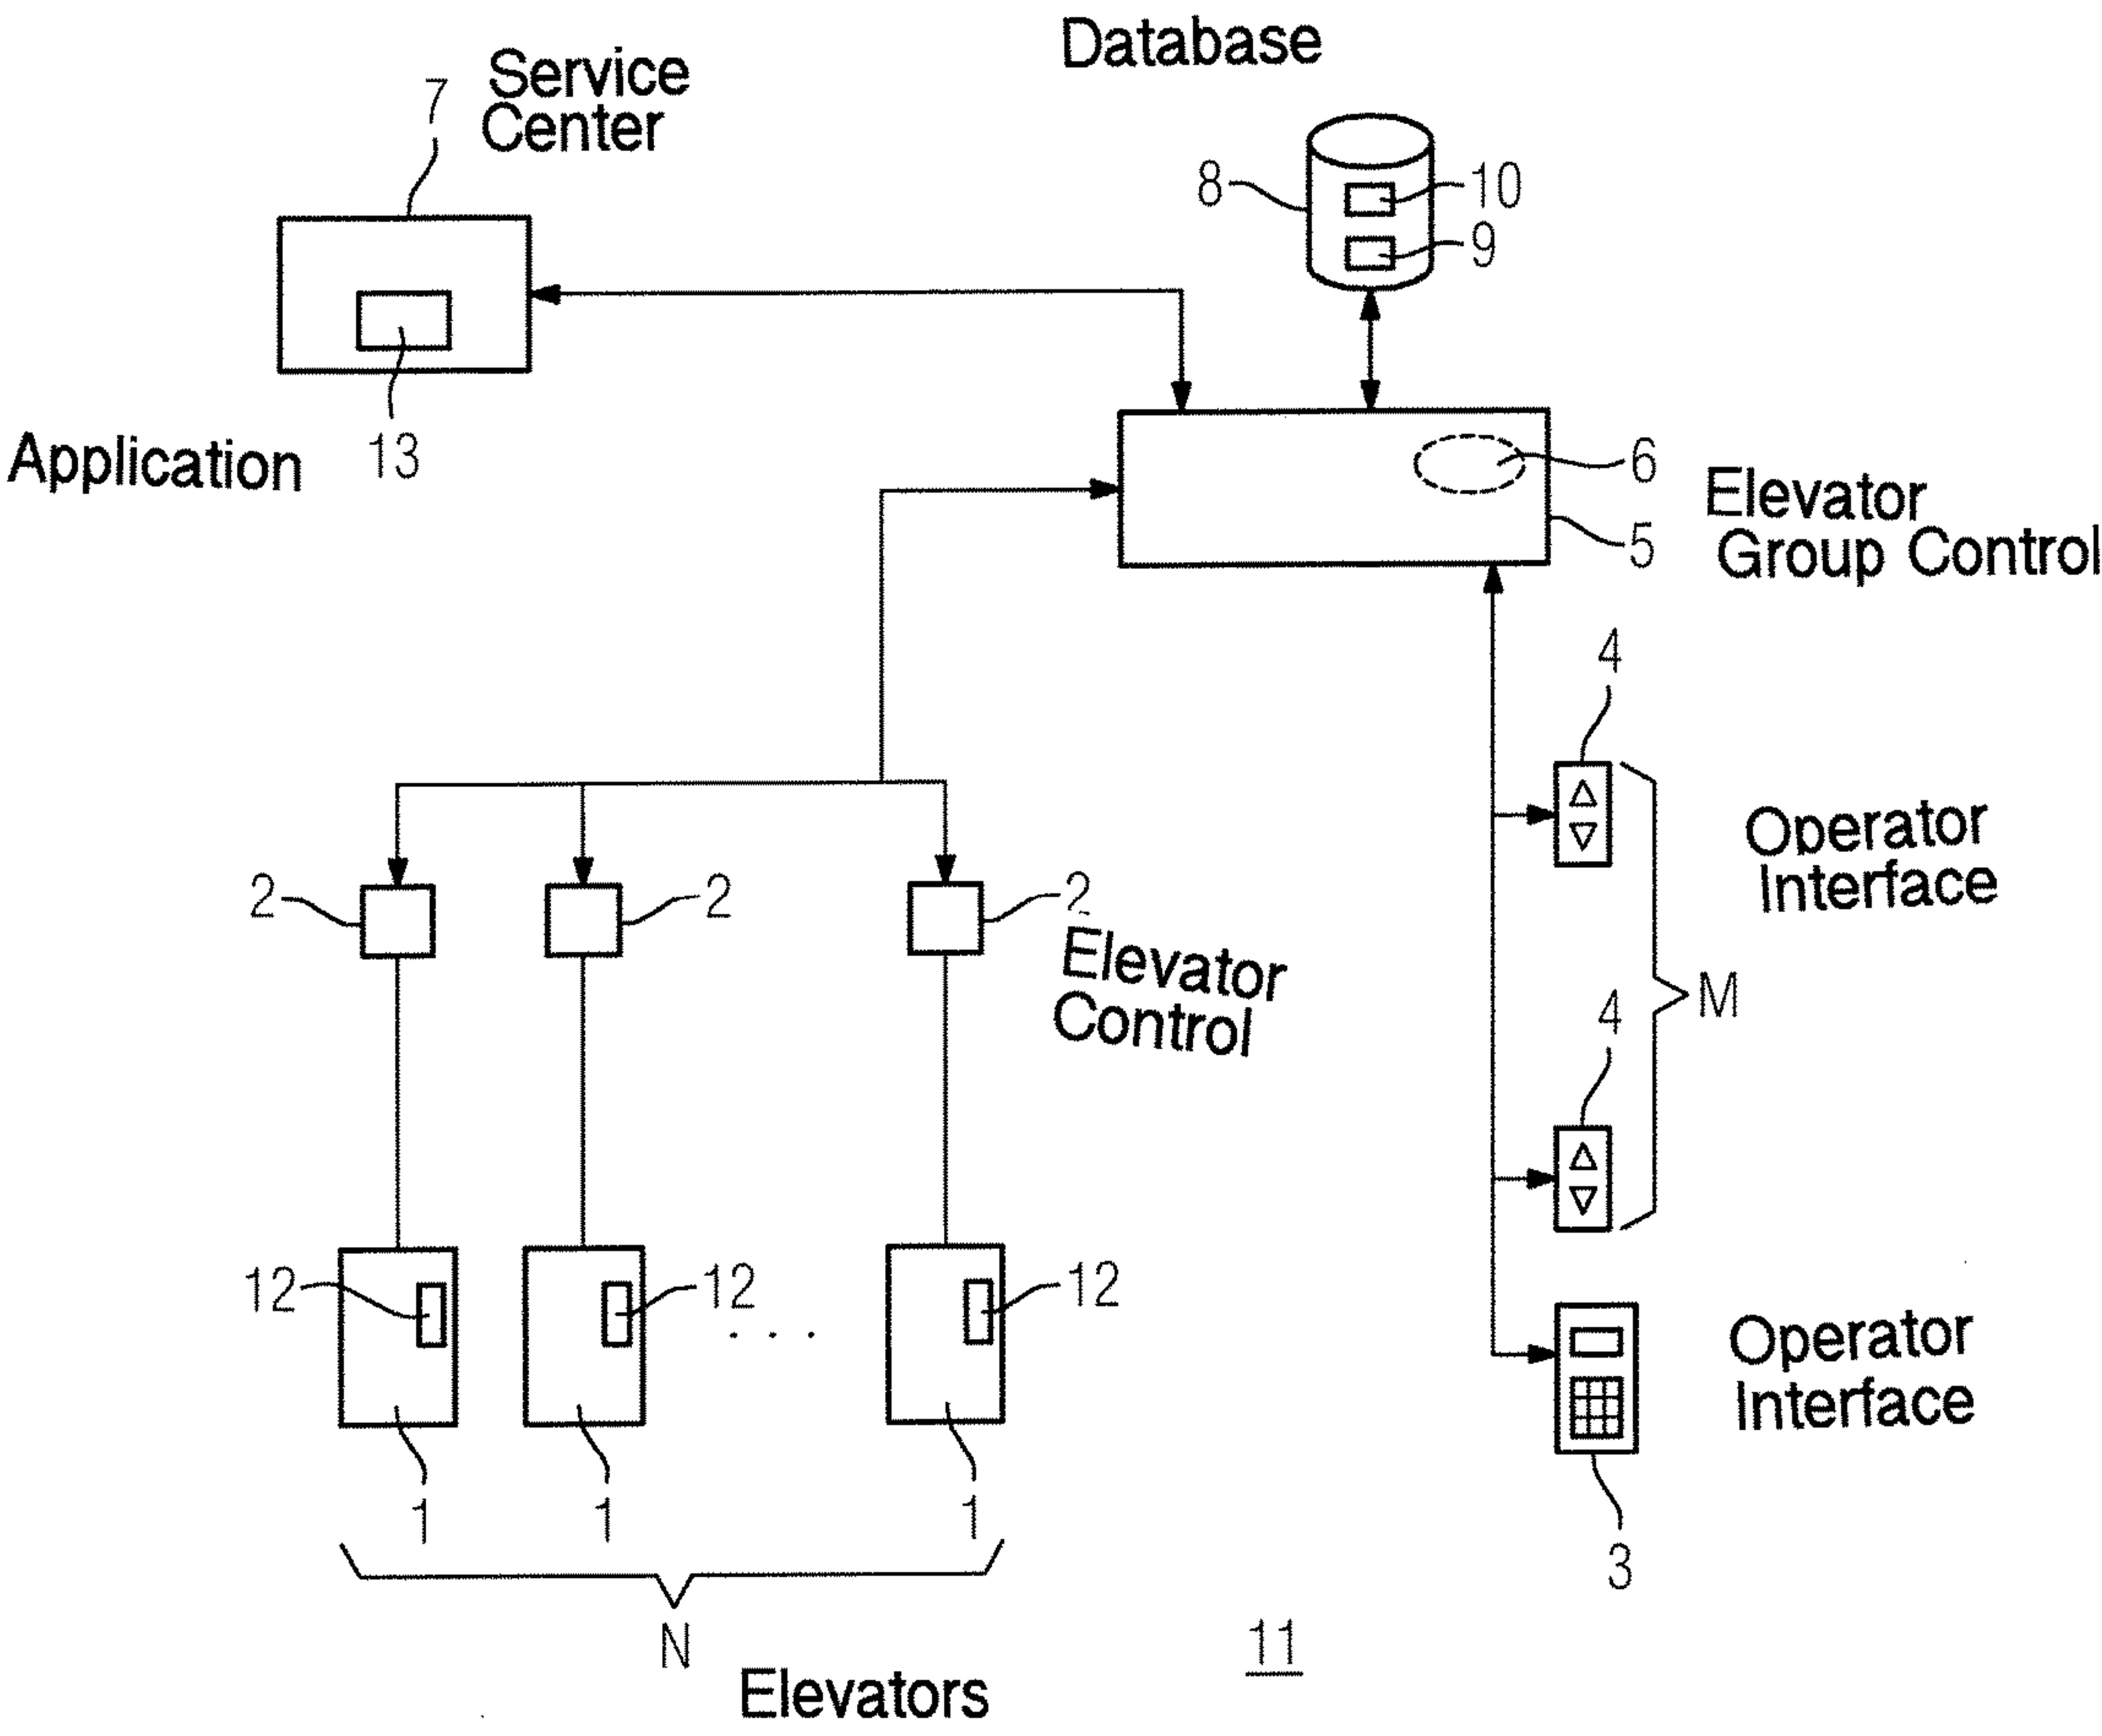 Database
Service
Center
7
8
10
9
Application
13
6
5
Elevator
Group Control
4
Operator
Interface
2
2
2
Elevator
Control
M
4
12
12
. . .
12
Operator
Interface
1
1
1
3
N
11
Elevators